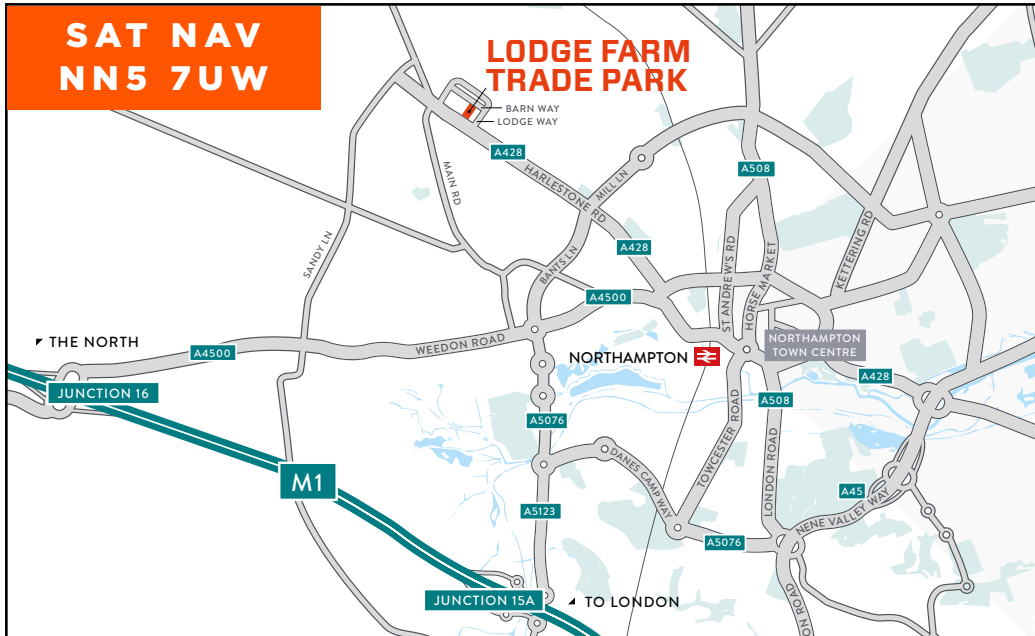 SAT NAV
NN5 7UW
LODGE FARM
TRADE PARK
BARN WAY
LODGE WAY
A428
HARLESTONE RD
MILL LN
MAIN RD
A508
KETTERING RD
SANDY LN
A428
BANTS LN
ST ANDREW'S RD
HORSE MARKET
A4500
THE NORTH
A4500
WEEDON ROAD
NORTHAMPTON
NORTHAMPTON
TOWN CENTRE
JUNCTION 16
A428
A508
A5076
TOWCESTER ROAD
LONDON ROAD
M1
DANES CAMP WAY
A45
NENE VALLEY WAY
A5123
A5076
JUNCTION 15A
TO LONDON
ON ROAD